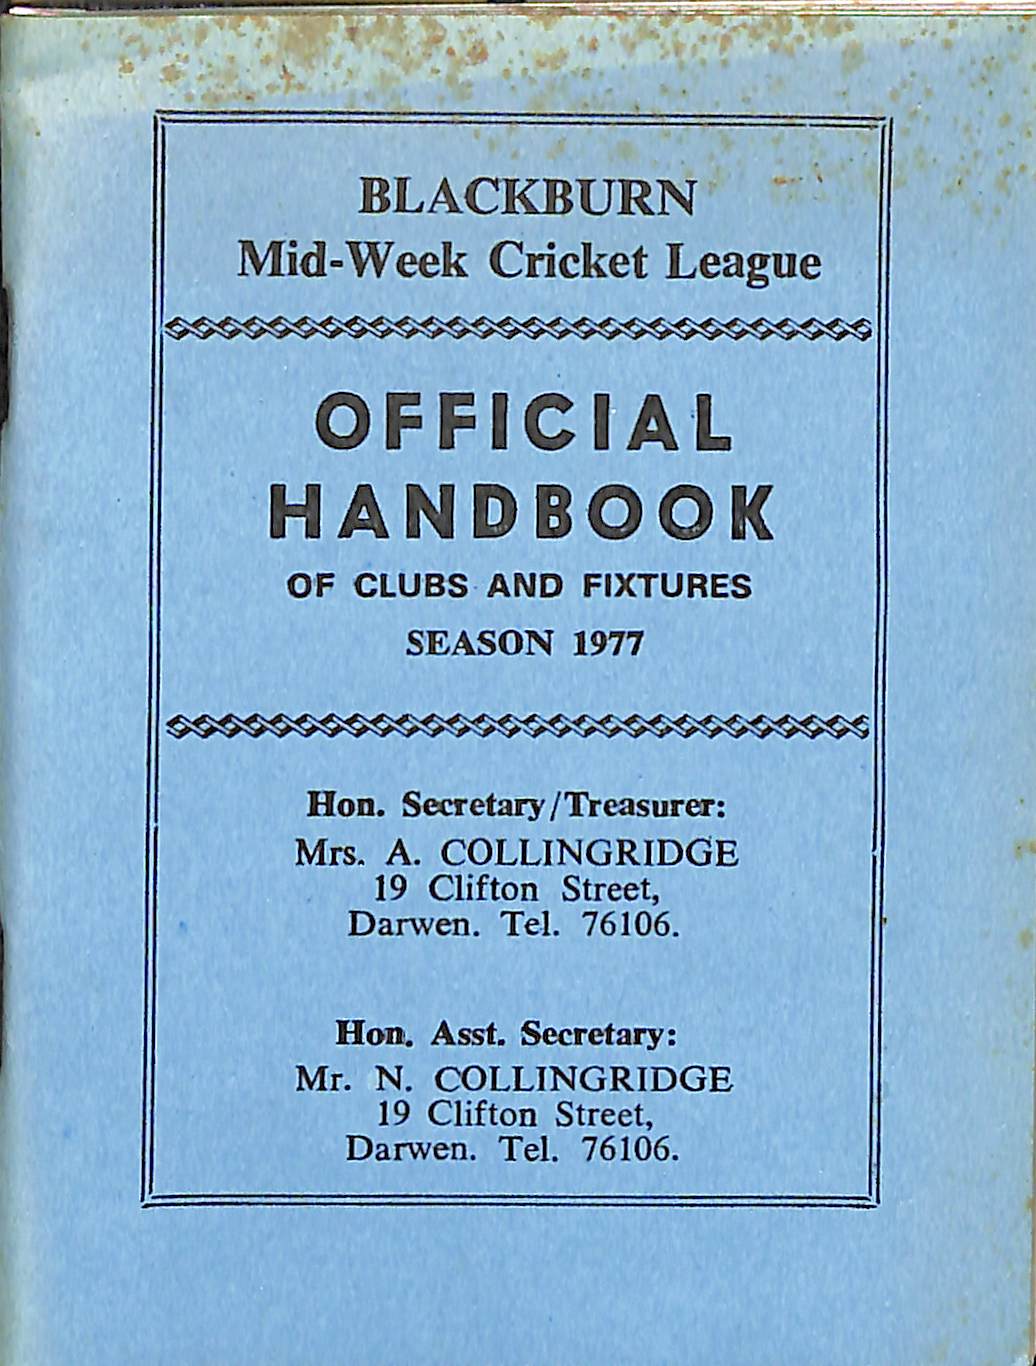 BLACKBURN
Mid-Week Cricket League
OFFICIAL
HANDBOOK
OF CLUBS AND FIXTURES
SEASON 1977
Hon. Secretary/Treasurer:
Mrs. A. COLLINGRIDGE
19 Clifton Street,
Darwen. Tel. 76106.
Hon. Asst. Secretary:
Mr. N. COLLINGRIDGE
19 Clifton Street,
Darwen. Tel. 76106.